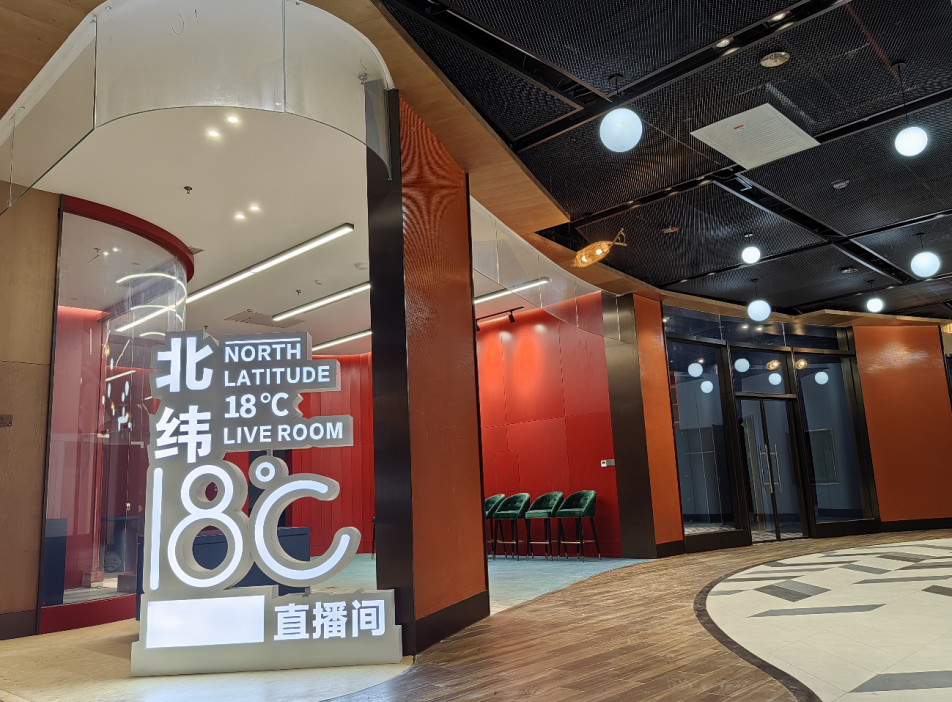 北纬
NORTH
LATITUDE
18℃
LIVE ROOM
18℃
直播间